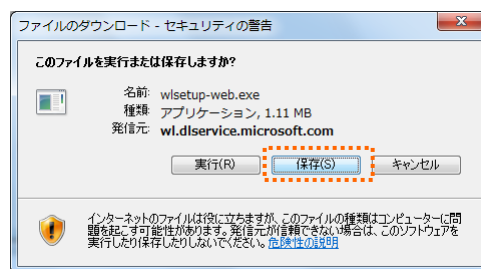 ファイルのダウンロード - セキュリティの警告
このファイルを実行または保存しますか?
名前: wlsetup-web.exe
種類: アプリケーション, 1.11 MB
発信元: wl.dlservice.microsoft.com
実行(R) 保存(S) キャンセル
インターネットのファイルは役に立ちますが、このファイルの種類はコンピューターに問
題を起こす可能性があります。発信元が信頼できない場合は、このソフトウェアを
実行したり保存したりしないでください。危険性の説明